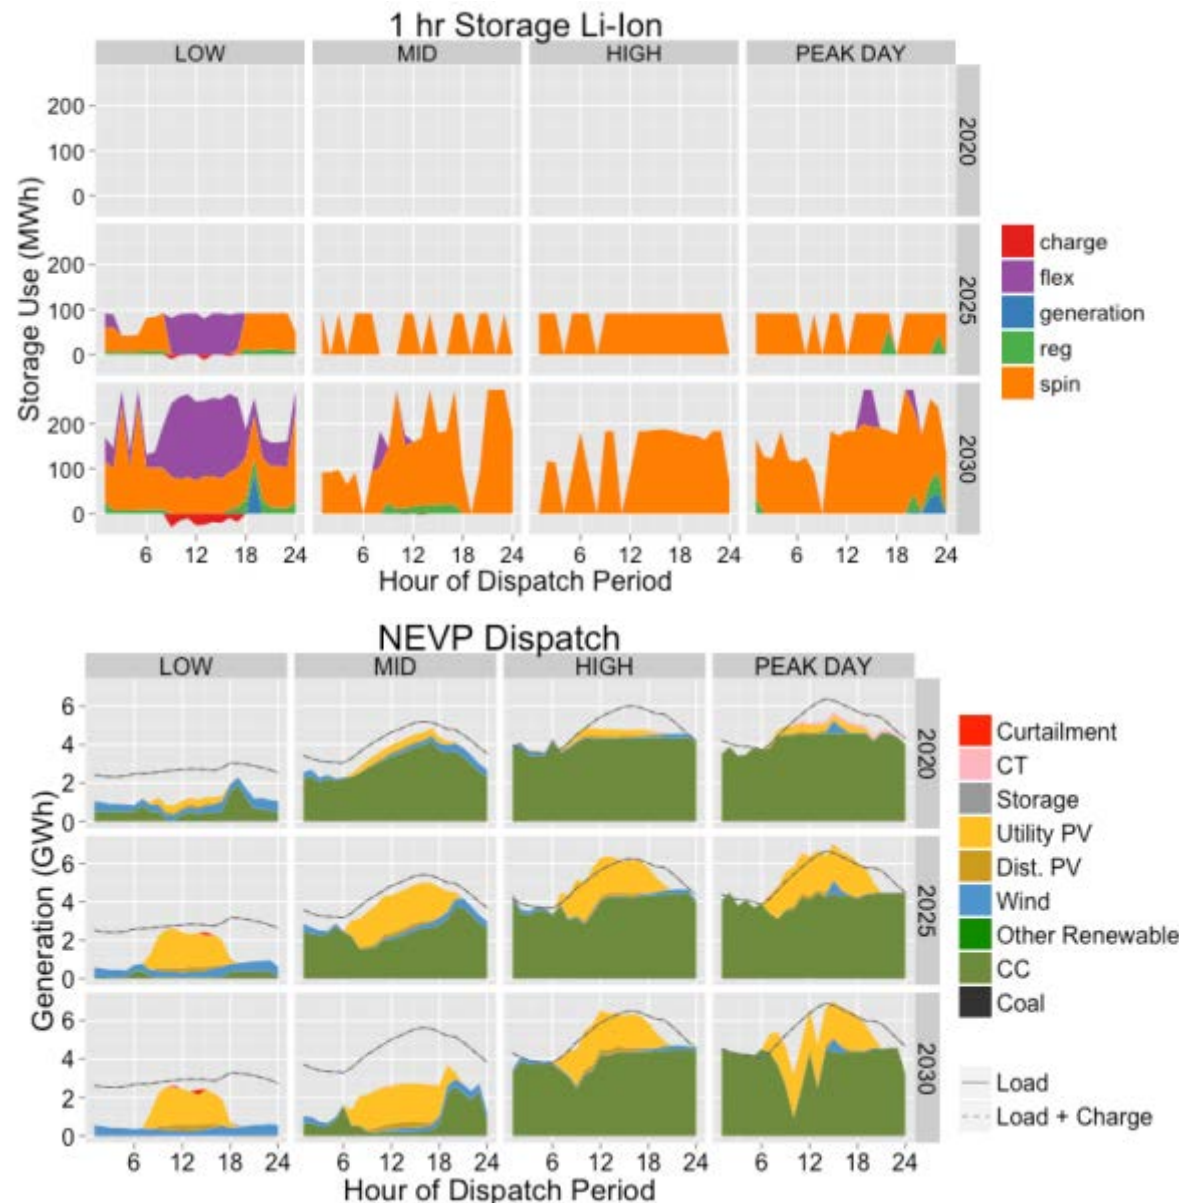 1 hr Storage Li-Ion
LOW MID HIGH PEAK DAY
200
100
0
2020
200
100
0
2025
200
100
0
2030
Storage Use (MWh)
6 12 18 24 6 12 18 24 6 12 18 24 6 12 18 24
Hour of Dispatch Period
charge
flex
generation
reg
spin
NEVP Dispatch
LOW MID HIGH PEAK DAY
6
4
2
0
2020
6
4
2
0
2025
6
4
2
0
2030
Generation (GWh)
6 12 18 24 6 12 18 24 6 12 18 24 6 12 18 24
Hour of Dispatch Period
Curtailment
CT
Storage
Utility PV
Dist. PV
Wind
Other Renewable
CC
Coal
Load
Load + Charge